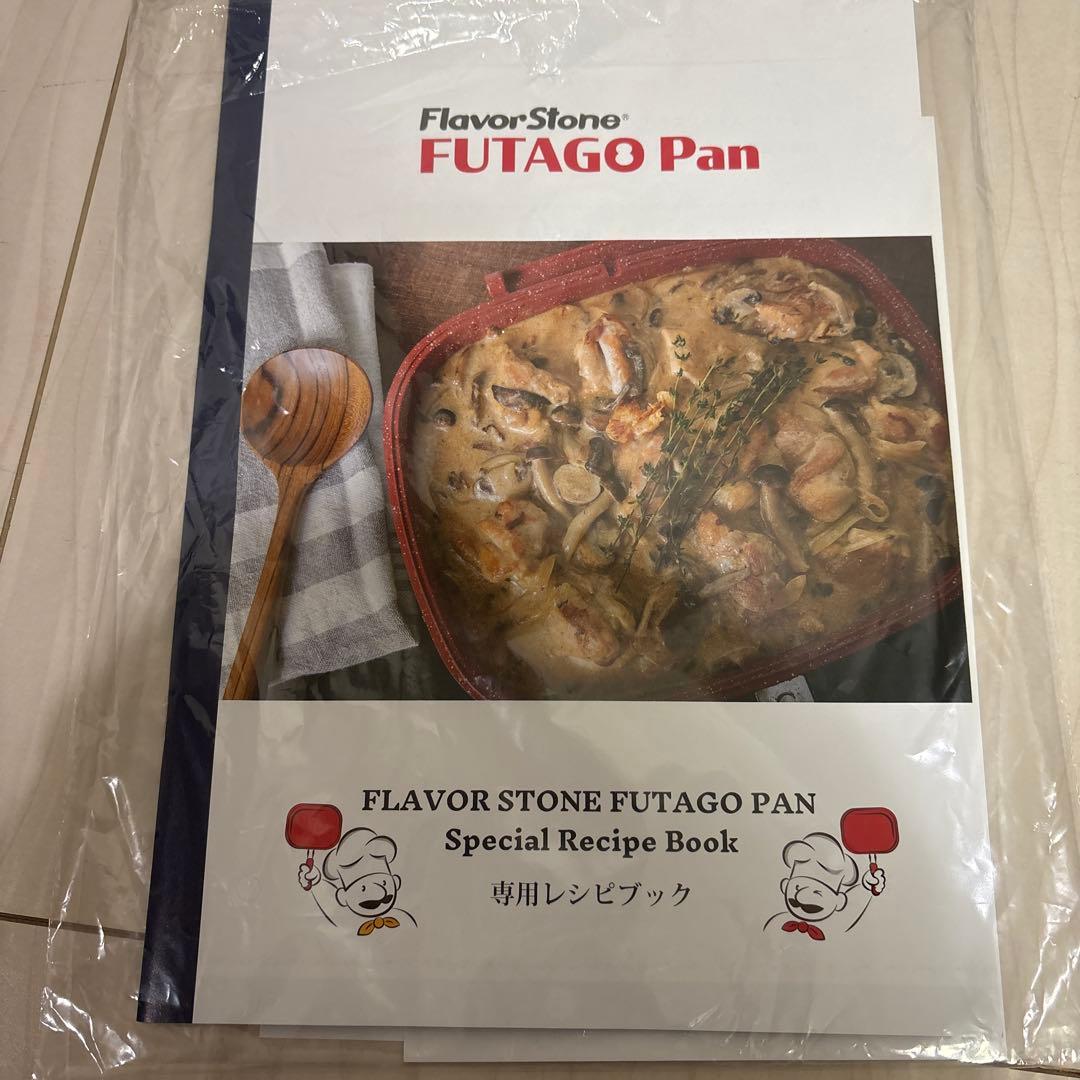 FlavorStone®
FUTAGO Pan
FLAVOR STONE FUTAGO PAN
Special Recipe Book
専用レシピブック